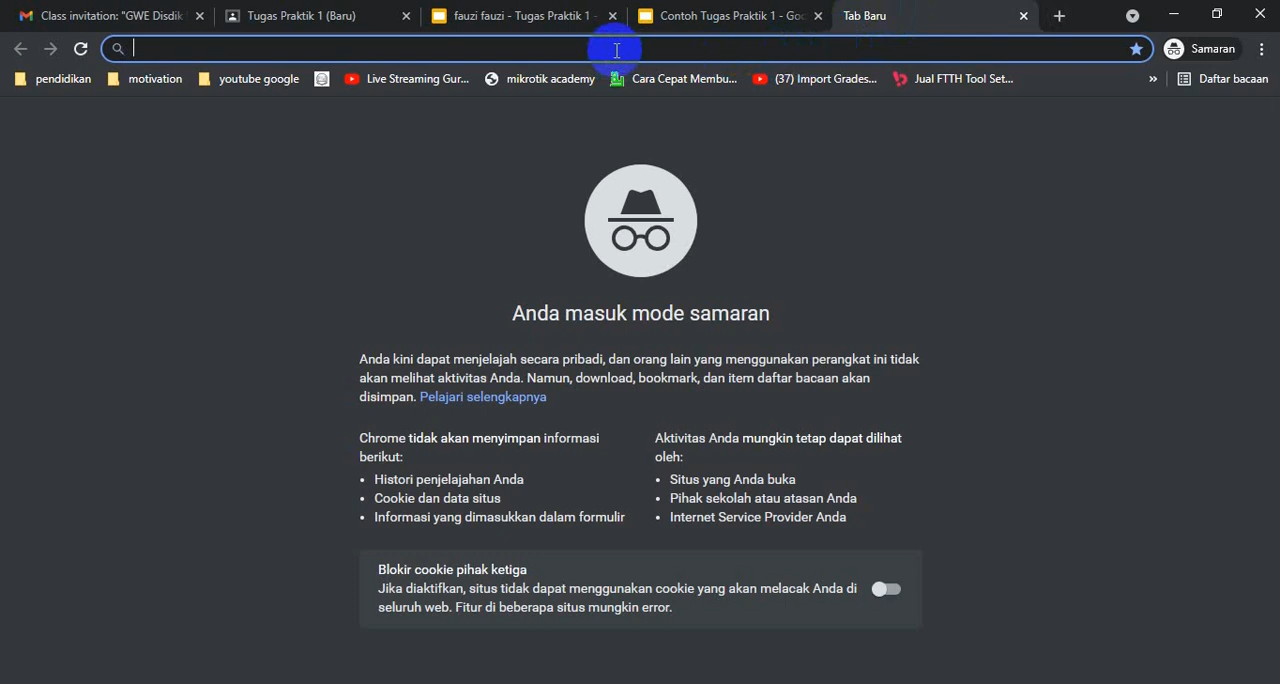 Class invitation: "GWE Disdik
Tugas Praktik 1 (Baru)
fauzi fauzi - Tugas Praktik 1 -
Contoh Tugas Praktik 1 - Goo
Tab Baru
Samaran
pendidikan
motivation
youtube google
Live Streaming Gur...
mikrotik academy
Cara Cepat Membu...
(37) Import Grades...
Jual FTTH Tool Set...
»
Daftar bacaan
Anda masuk mode samaran
Anda kini dapat menjelajah secara pribadi, dan orang lain yang menggunakan perangkat ini tidak
akan melihat aktivitas Anda. Namun, download, bookmark, dan item daftar bacaan akan
disimpan. Pelajari selengkapnya
Chrome tidak akan menyimpan informasi
berikut:
• Histori penjelajahan Anda
• Cookie dan data situs
• Informasi yang dimasukkan dalam formulir
Aktivitas Anda mungkin tetap dapat dilihat
oleh:
• Situs yang Anda buka
• Pihak sekolah atau atasan Anda
• Internet Service Provider Anda
Blokir cookie pihak ketiga
Jika diaktifkan, situs tidak dapat menggunakan cookie yang akan melacak Anda di
seluruh web. Fitur di beberapa situs mungkin error.